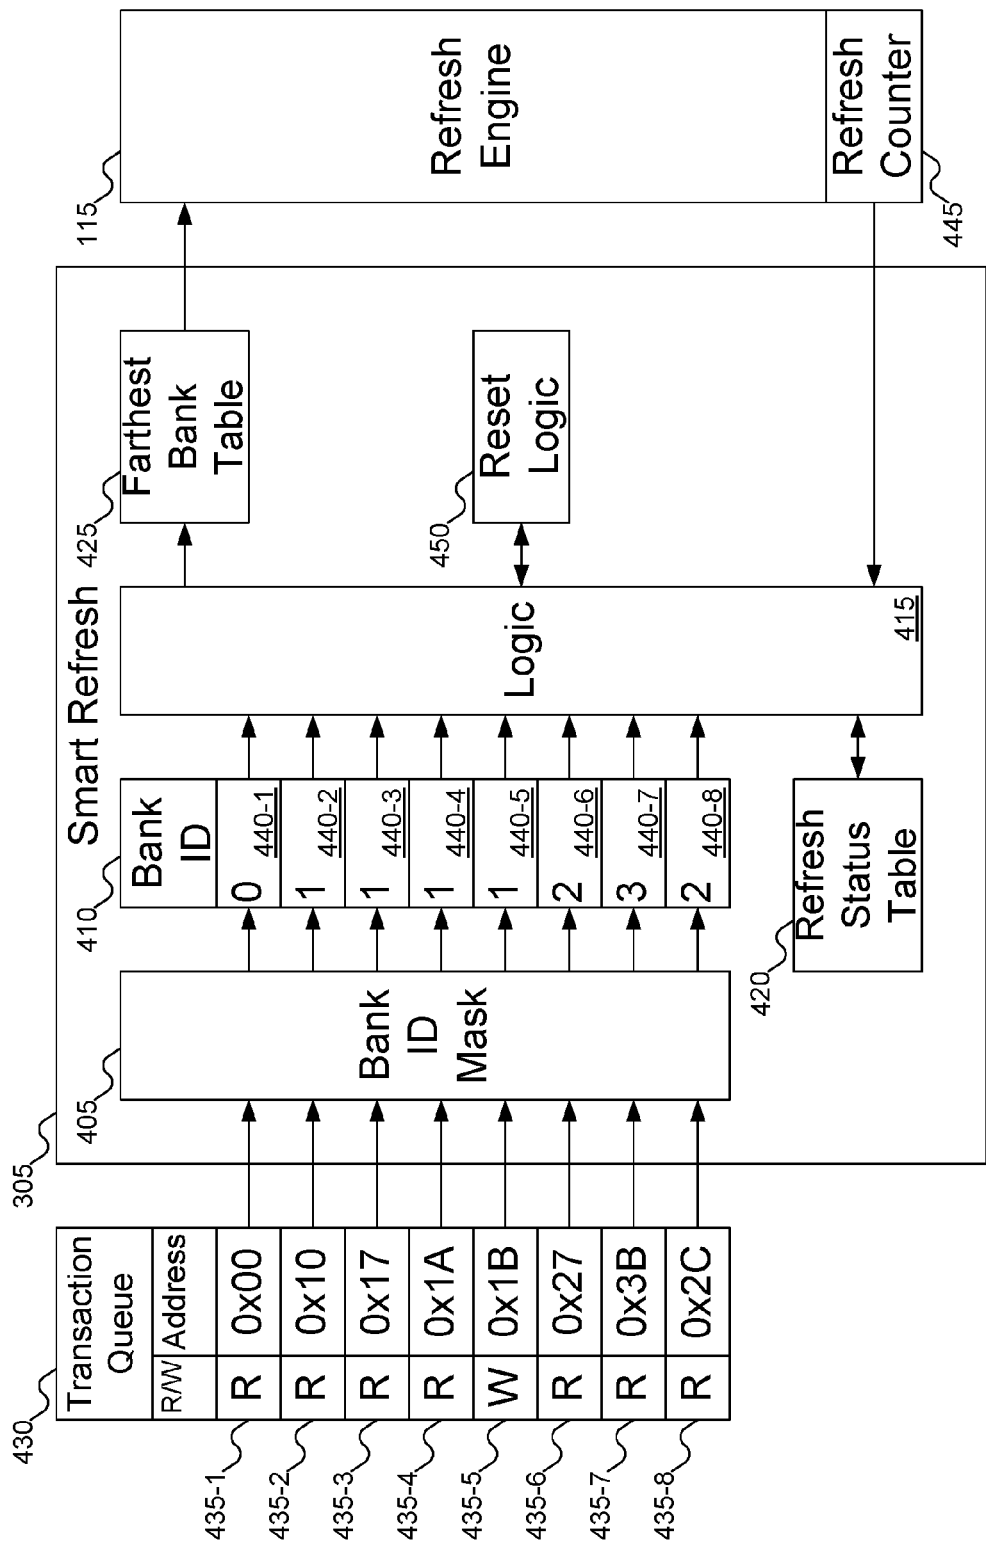 430
Transaction
Queue
R/W Address
435-1 R 0x00
435-2 R 0x10
435-3 R 0x17
435-4 R 0x1A
435-5 W 0x1B
435-6 R 0x27
435-7 R 0x3B
435-8 R 0x2C
305
Smart Refresh
405
Bank
ID
Mask
410
Bank
ID
0 440-1
1 440-2
1 440-3
1 440-4
1 440-5
2 440-6
3 440-7
2 440-8
420
Refresh
Status
Table
Logic
415
425
Farthest
Bank
Table
450
Reset
Logic
115
Refresh
Engine
Refresh
Counter
445